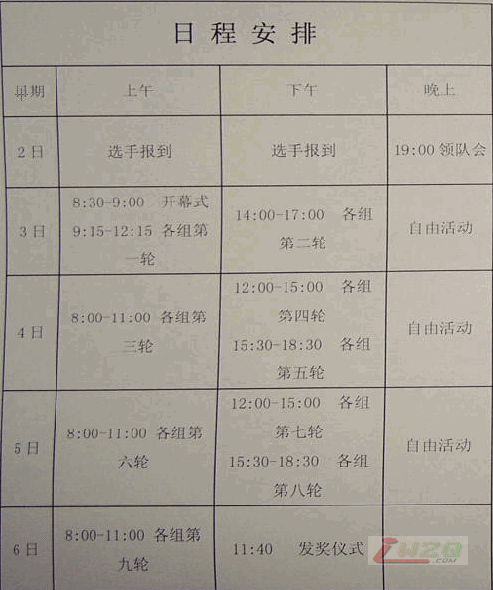 日程安排
日期 上午 下午 晚上
2日 选手报到 选手报到 19:00领队会
3日
8:30-9:00 开幕式
9:15-12:15 各组第
一轮
14:00-17:00 各组
第二轮
自由活动
4日
8:00-11:00 各组第
三轮
12:00-15:00 各组
第四轮
15:30-18:30 各组
第五轮
自由活动
5日
8:00-11:00 各组第
六轮
12:00-15:00 各组
第七轮
15:30-18:30 各组
第八轮
自由活动
6日
8:00-11:00 各组第
九轮
11:40 发奖仪式
iWZQ
.COM